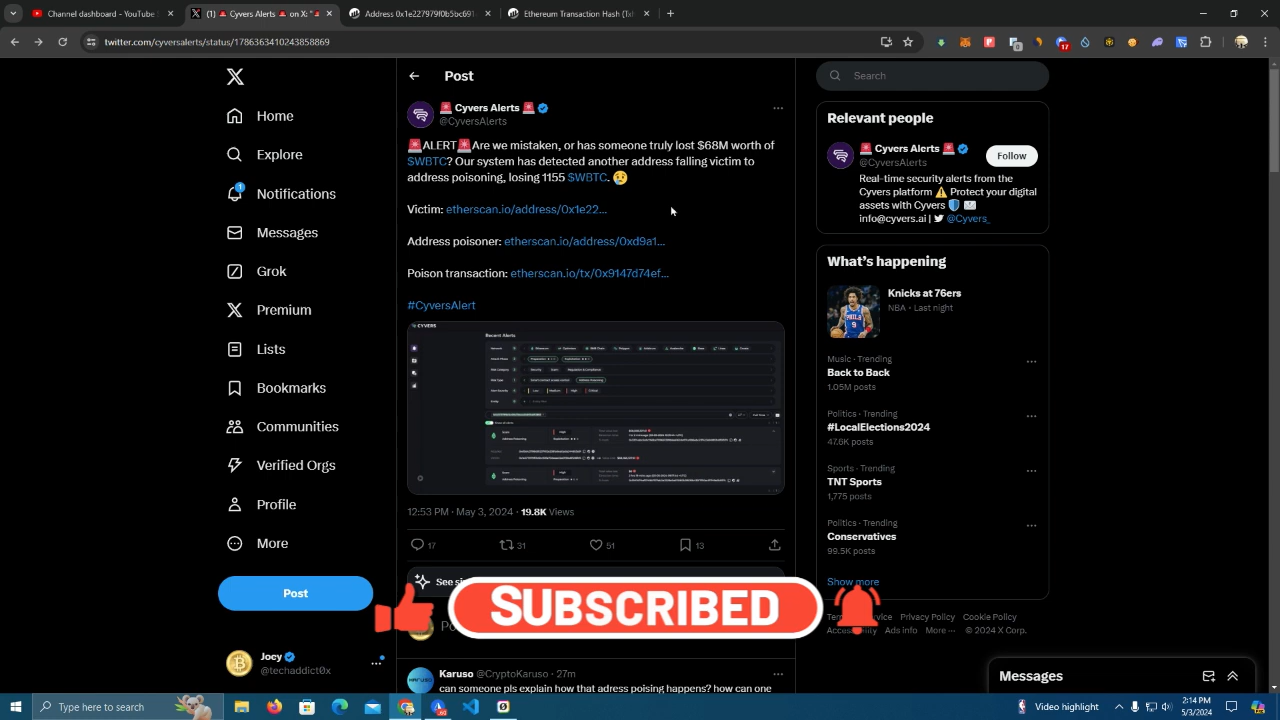 Channel dashboard - YouTube S
(1) 🚨 Cyvers Alerts 🚨 on X: "
Address 0x1e227979f0b5bc691
Ethereum Transaction Hash (Txh
twitter.com/cyversalerts/status/1786363410243858869
17
Home
Explore
1
Notifications
Messages
Grok
Premium
Lists
Bookmarks
Communities
Verified Orgs
Profile
More
Post
Joey
@techaddict0x
Post
🚨 Cyvers Alerts 🚨
@CyversAlerts
🚨ALERT🚨Are we mistaken, or has someone truly lost $68M worth of
$WBTC? Our system has detected another address falling victim to
address poisoning, losing 1155 $WBTC. 😢
Victim: etherscan.io/address/0x1e22...
Address poisoner: etherscan.io/address/0xd9a1...
Poison transaction: etherscan.io/tx/0x9147d74ef...
#CyversAlert
CYVERS
Recent Alerts
12:53 PM · May 3, 2024 · 19.8K Views
17
31
51
13
See si
SUBSCRIBED
Karuso @CryptoKaruso · 27m
can someone pls explain how that adress poising happens? how can one
Search
Relevant people
🚨 Cyvers Alerts 🚨
@CyversAlerts
Follow
Real-time security alerts from the
Cyvers platform ⚠️ Protect your digital
assets with Cyvers
info@cyvers.ai | @Cyvers_
What's happening
Knicks at 76ers
NBA · Last night
Music · Trending
Back to Back
1.05M posts
Politics · Trending
#LocalElections2024
47.6K posts
Sports · Trending
TNT Sports
1,775 posts
Politics · Trending
Conservatives
99.5K posts
Show more
Privacy Policy
Cookie Policy
Accessibility
Ads info
More ···
© 2024 X Corp.
Messages
Type here to search
Video highlight
2:14 PM
5/3/2024